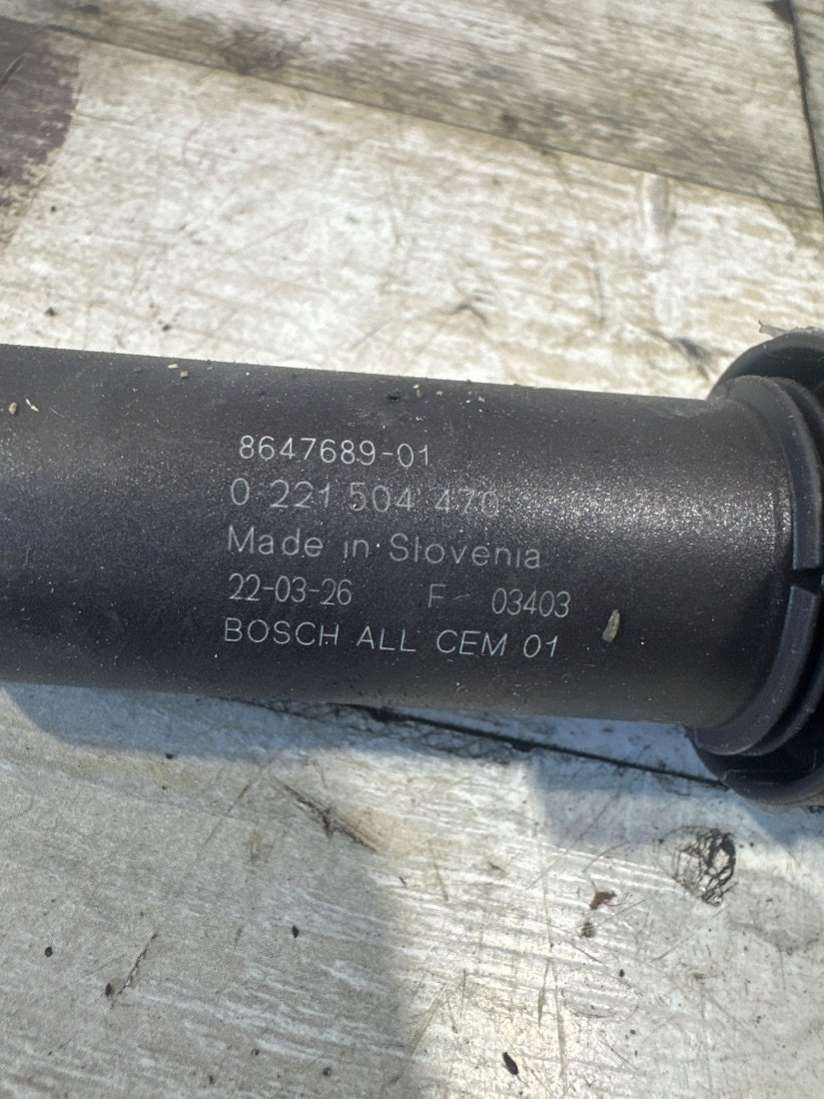 8647689-01
0 221 504 470
Made in Slovenia
22-03-26 F 03403
BOSCH ALL CEM 01